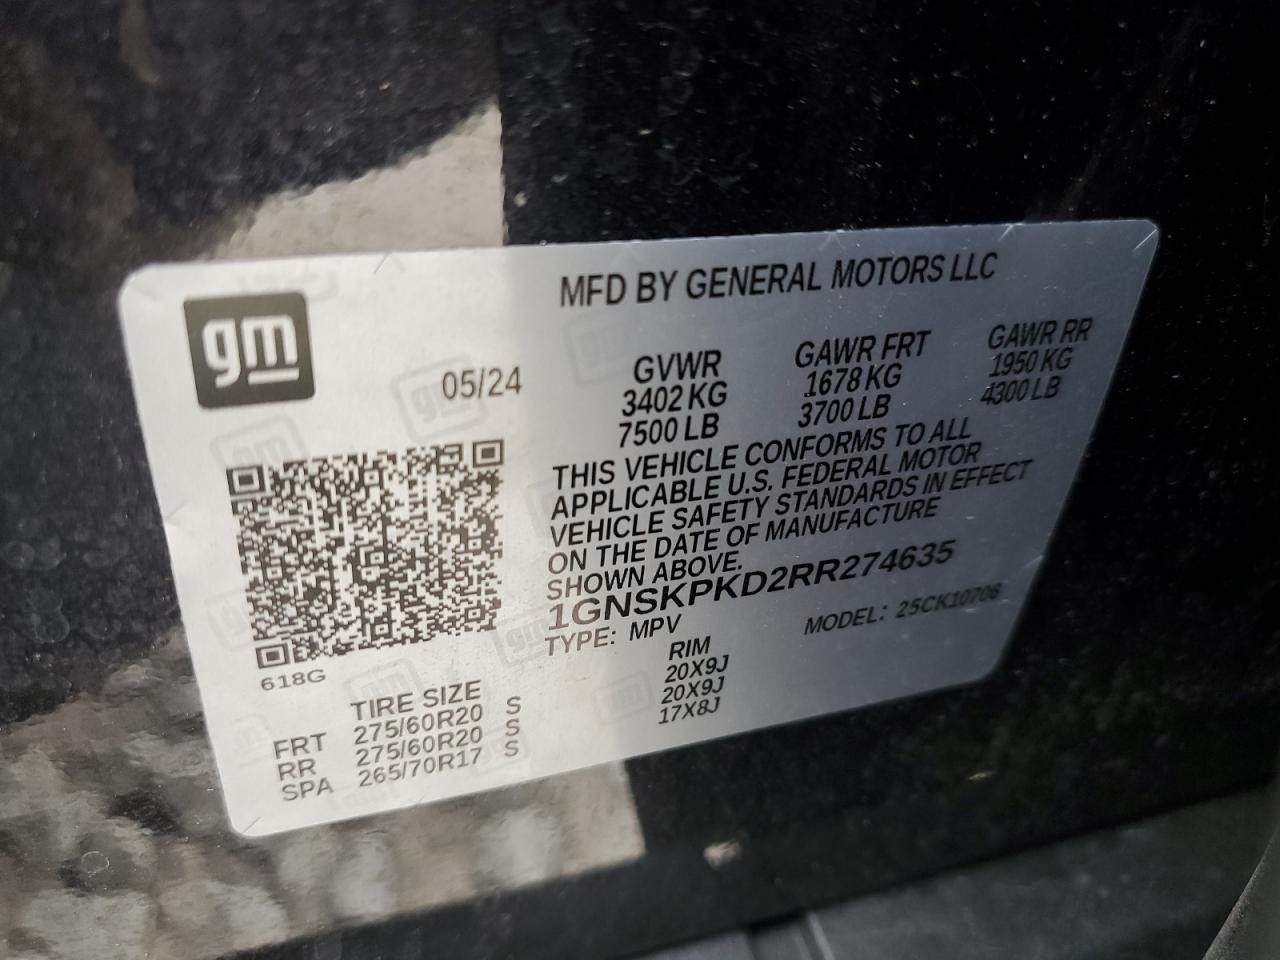 gm
MFD BY GENERAL MOTORS LLC
05/24
GVWR GAWR FRT GAWR RR
3402 KG 1678 KG 1950 KG
7500 LB 3700 LB 4300 LB
THIS VEHICLE CONFORMS TO ALL
APPLICABLE U.S. FEDERAL MOTOR
VEHICLE SAFETY STANDARDS IN EFFECT
ON THE DATE OF MANUFACTURE
SHOWN ABOVE.
1GNSKPKD2RR274635
TYPE: MPV MODEL: 25CK10706
618G
TIRE SIZE RIM
FRT 275/60R20 S 20X9J
RR 275/60R20 S 20X9J
SPA 265/70R17 S 17X8J